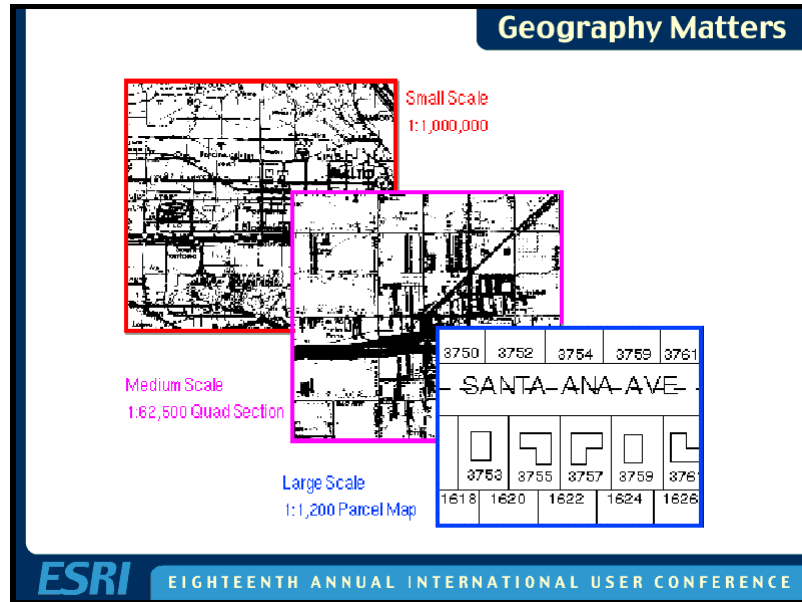 Geography Matters
Small Scale
1:1,000,000
Medium Scale
1:62,500 Quad Section
3750 3752 3754 3759 3761
SANTA ANA AVE
3753 3755 3757 3759 3761
1618 1620 1622 1624 1626
Large Scale
1:1,200 Parcel Map
ESRI EIGHTEENTH ANNUAL INTERNATIONAL USER CONFERENCE